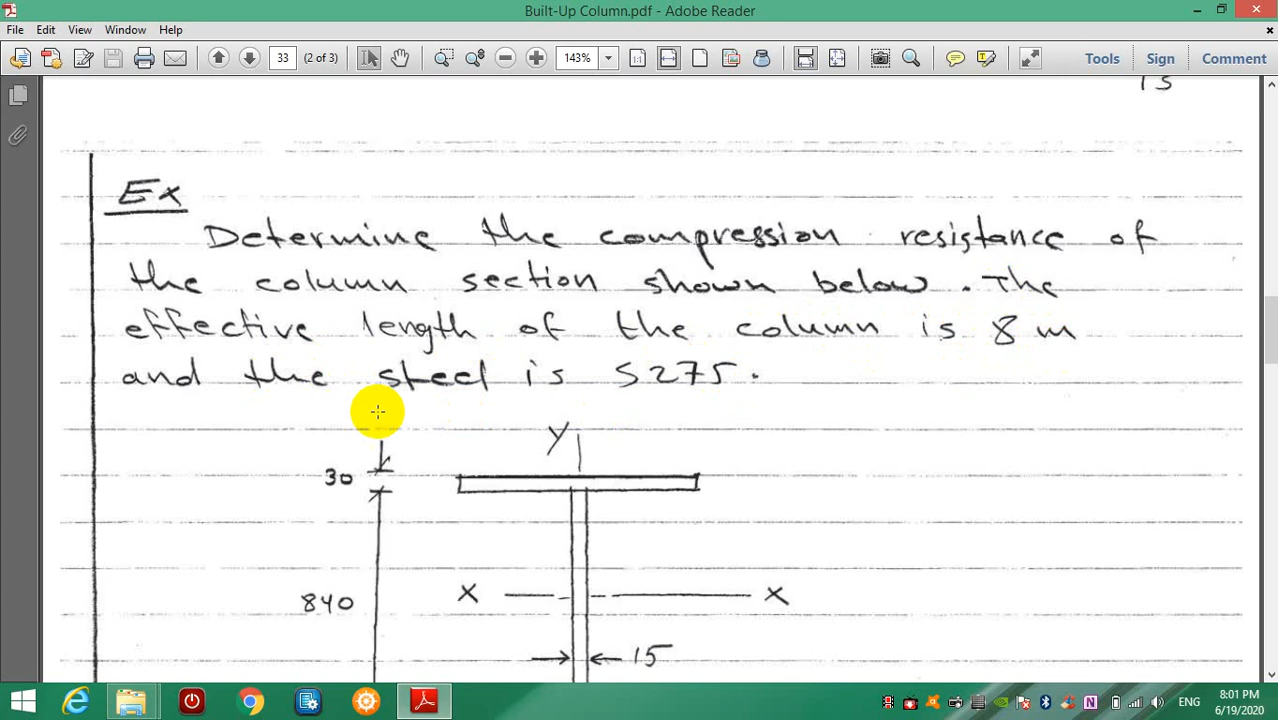 Built-Up Column.pdf - Adobe Reader
File Edit View Window Help
33 (2 of 3) 143% Tools Sign Comment
15
Ex
Determine the compression resistance of
the column section shown below. The
effective length of the column is 8 m
and the steel is S275.
Y
30
840
X X
15
ENG 8:01 PM
6/19/2020